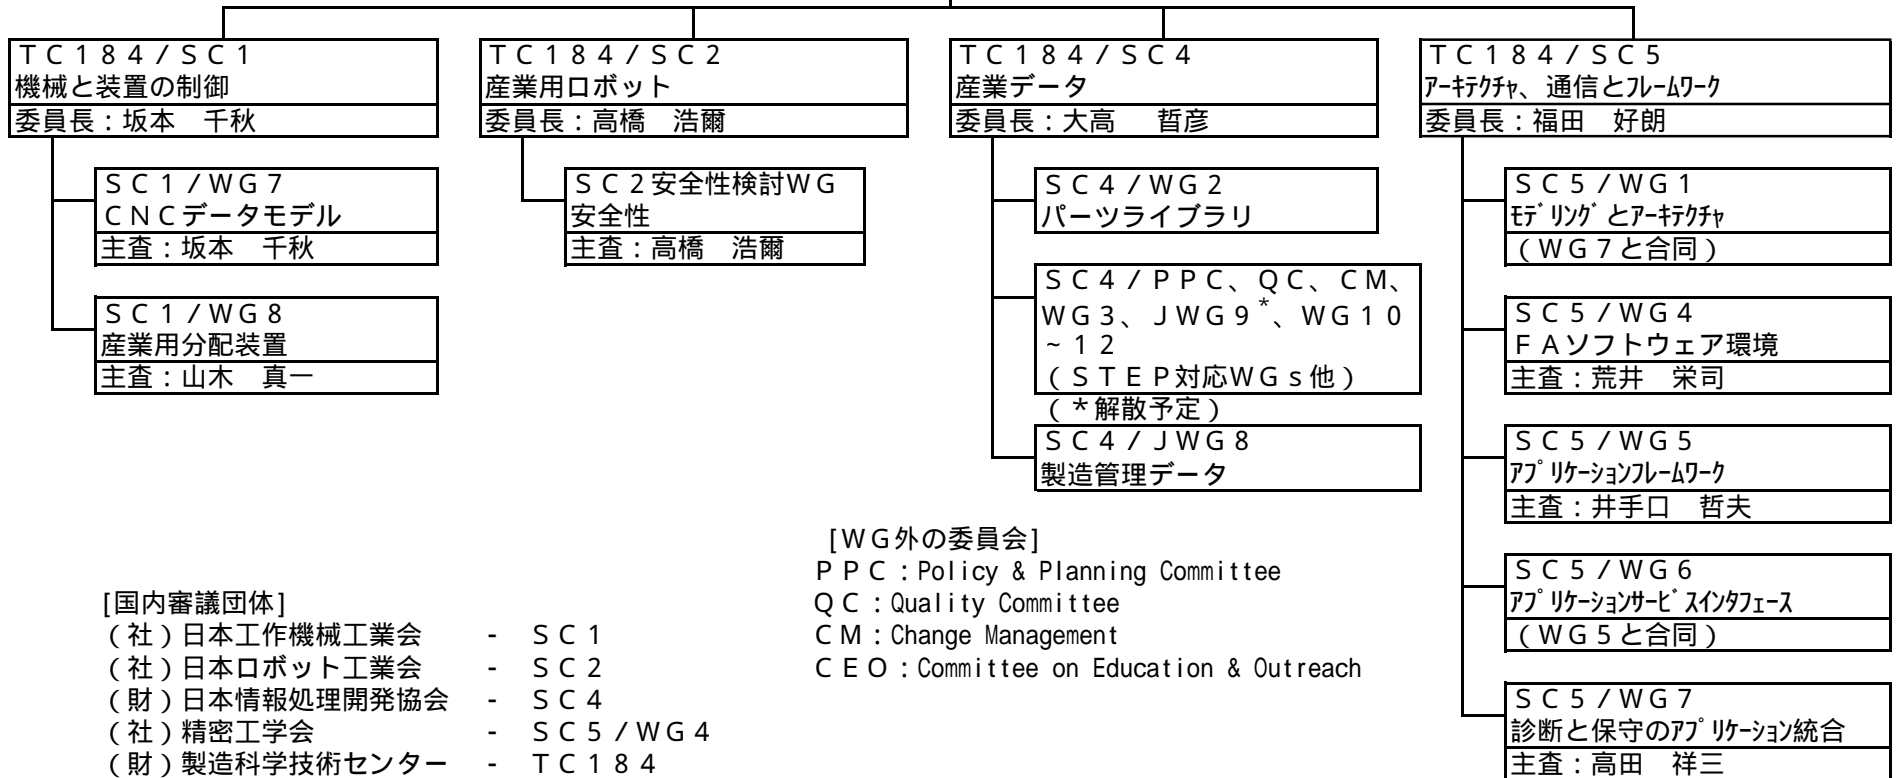 ＴＣ１８４／ＳＣ１
機械と装置の制御
委員長：坂本　千秋
ＳＣ１／ＷＧ７
ＣＮＣデータモデル
主査：坂本　千秋
ＳＣ１／ＷＧ８
産業用分配装置
主査：山木　真一
ＴＣ１８４／ＳＣ２
産業用ロボット
委員長：高橋　浩爾
ＳＣ２安全性検討ＷＧ
安全性
主査：高橋　浩爾
ＴＣ１８４／ＳＣ４
産業データ
委員長：大高　哲彦
ＳＣ４／ＷＧ２
パーツライブラリ
ＳＣ４／ＰＰＣ、ＱＣ、ＣＭ、
ＷＧ３、ＪＷＧ９*、ＷＧ１０
~１２
（ＳＴＥＰ対応ＷＧｓ他）
（*解散予定）
ＳＣ４／ＪＷＧ８
製造管理データ
ＴＣ１８４／ＳＣ５
ｱｰｷﾃｸﾁｬ、通信とﾌﾚｰﾑﾜｰｸ
委員長：福田　好朗
ＳＣ５／ＷＧ１
ﾓﾃﾞﾘﾝｸﾞとｱｰｷﾃｸﾁｬ
（ＷＧ７と合同）
ＳＣ５／ＷＧ４
ＦＡソフトウェア環境
主査：荒井　栄司
ＳＣ５／ＷＧ５
ｱﾌﾟﾘｹｰｼｮﾝﾌﾚｰﾑﾜｰｸ
主査：井手口　哲夫
ＳＣ５／ＷＧ６
ｱﾌﾟﾘｹｰｼｮﾝｻｰﾋﾞｽｲﾝﾀﾌｪｰｽ
（ＷＧ５と合同）
ＳＣ５／ＷＧ７
診断と保守のｱﾌﾟﾘｹｰｼｮﾝ統合
主査：高田　祥三
[国内審議団体]
（社）日本工作機械工業会　-　ＳＣ１
（社）日本ロボット工業会　-　ＳＣ２
（財）日本情報処理開発協会　-　ＳＣ４
（社）精密工学会　-　ＳＣ５／ＷＧ４
（財）製造科学技術センター　-　ＴＣ１８４
[ＷＧ外の委員会]
ＰＰＣ：Policy & Planning Committee
ＱＣ：Quality Committee
ＣＭ：Change Management
ＣＥＯ：Committee on Education & Outreach